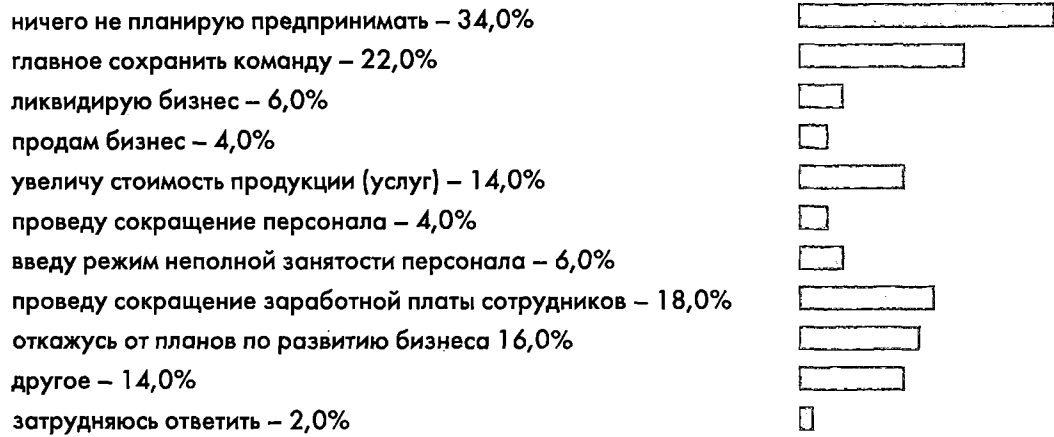 ничего не планирую предпринимать – 34,0%
главное сохранить команду – 22,0%
ликвидирую бизнес – 6,0%
продам бизнес – 4,0%
увеличу стоимость продукции (услуг) – 14,0%
проведу сокращение персонала – 4,0%
введу режим неполной занятости персонала – 6,0%
проведу сокращение заработной платы сотрудников – 18,0%
откажусь от планов по развитию бизнеса 16,0%
другое – 14,0%
затрудняюсь ответить – 2,0%